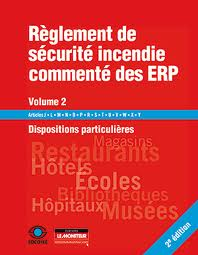 Règlement de
sécurité incendie
commenté des ERP
Volume 2
Articles J • L • M • N • O • P • R • S • T • U • V • W • X • Y
Dispositions particulières
Magasins
Restaurants
Hôtels
Écoles
Bibliothèques
Hôpitaux
Musées
2e édition
SOCOTEC
ÉDITIONS
LE MONITEUR